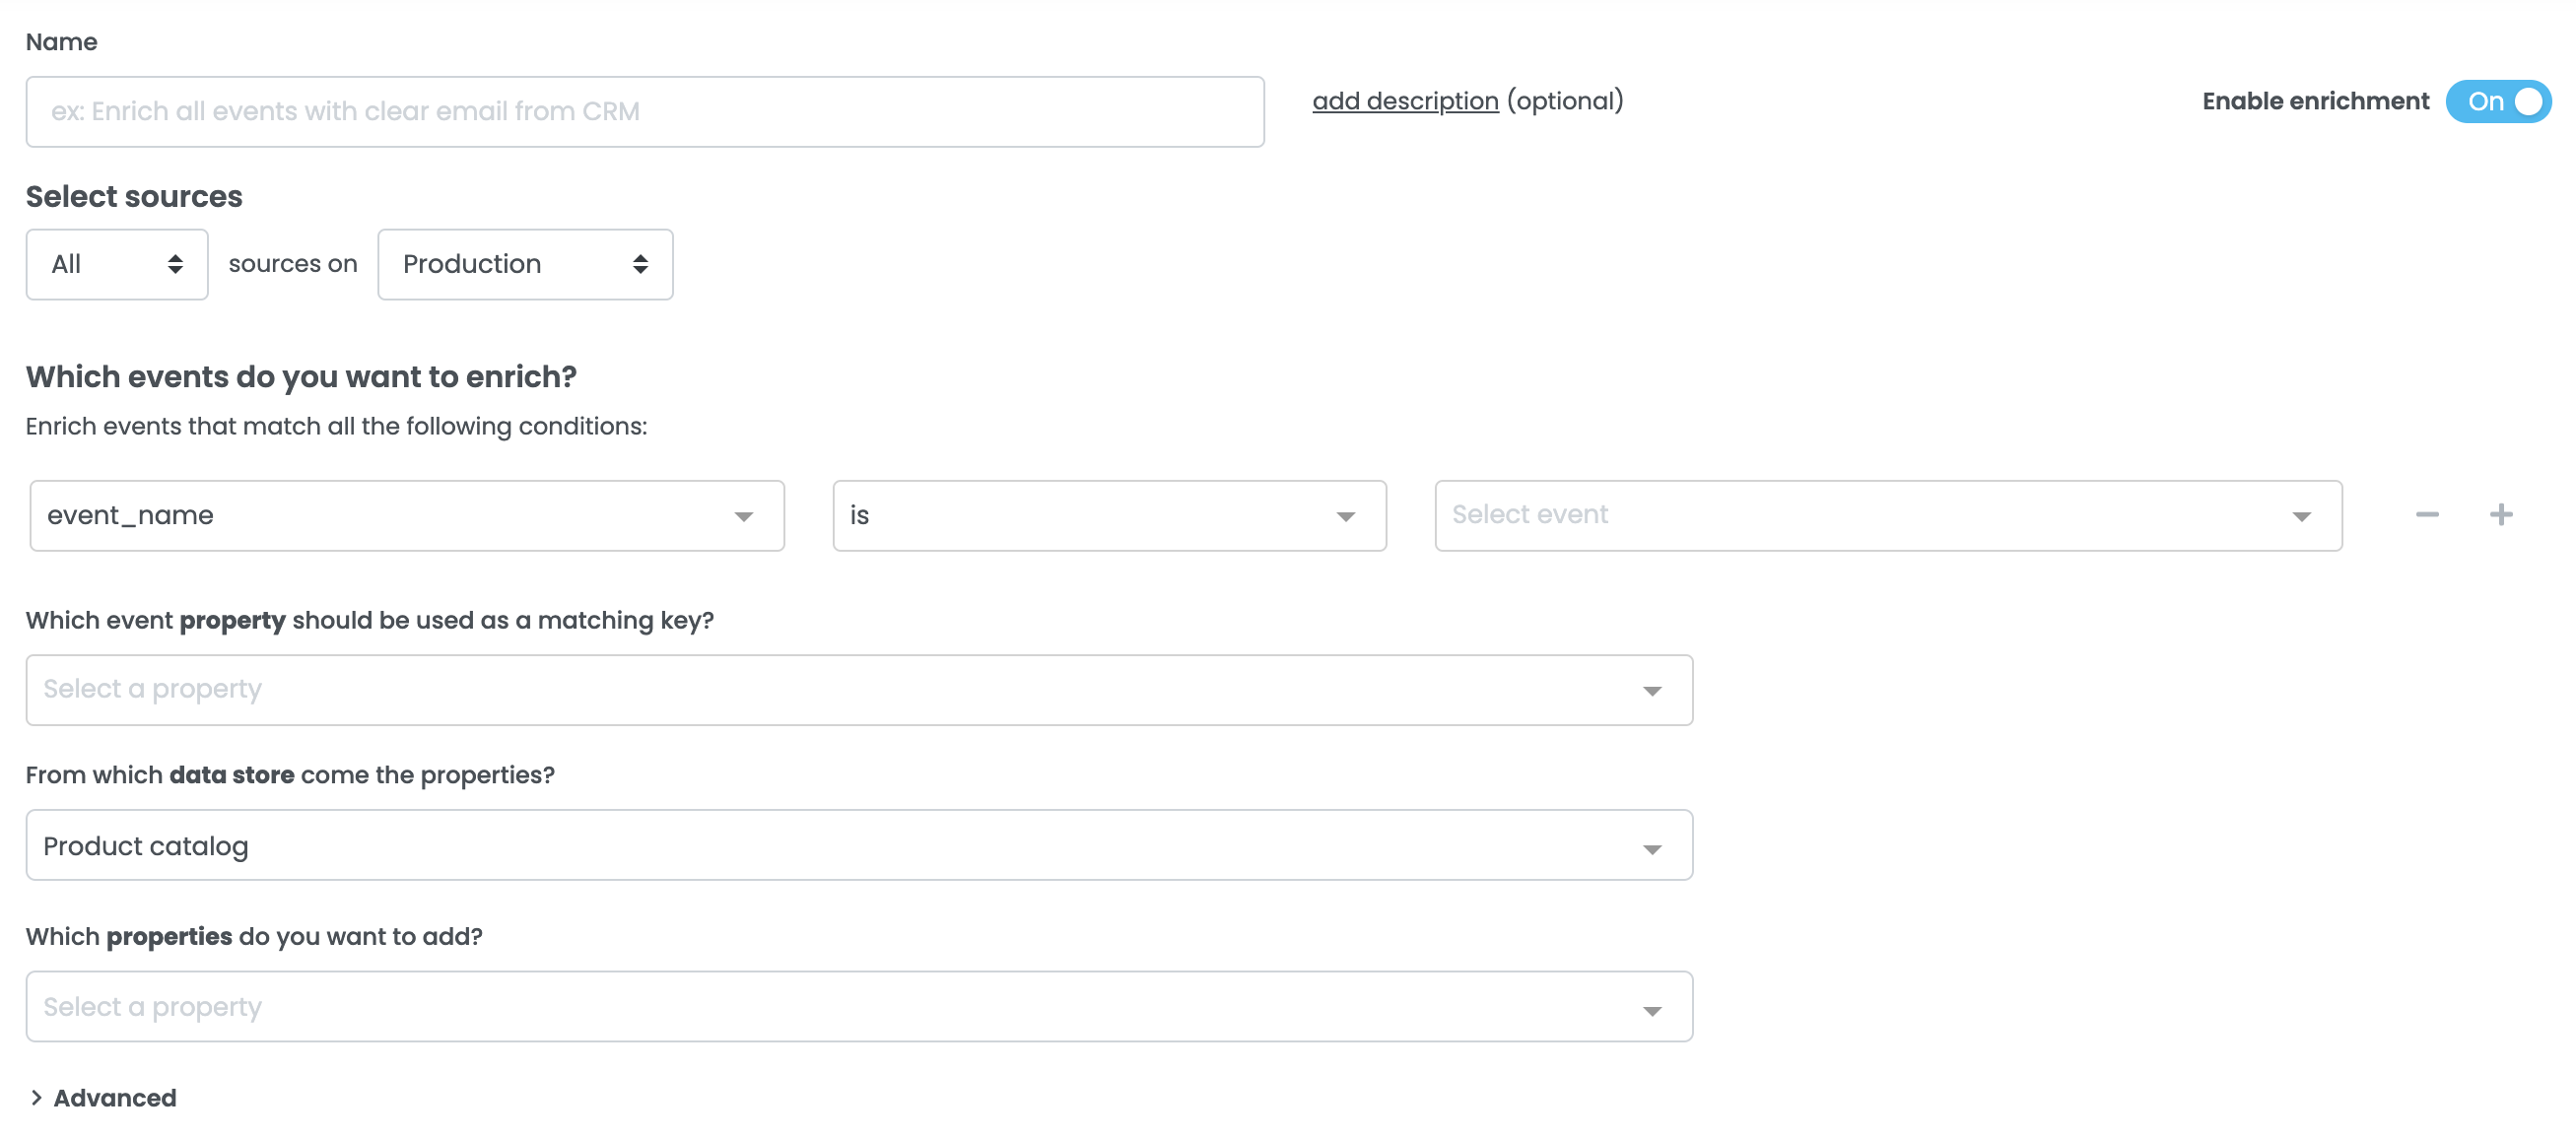 Name
ex: Enrich all events with clear email from CRM
add description (optional)
Enable enrichment On
Select sources
All sources on Production
Which events do you want to enrich?
Enrich events that match all the following conditions:
event_name is Select event
Which event property should be used as a matching key?
Select a property
From which data store come the properties?
Product catalog
Which properties do you want to add?
Select a property
Advanced